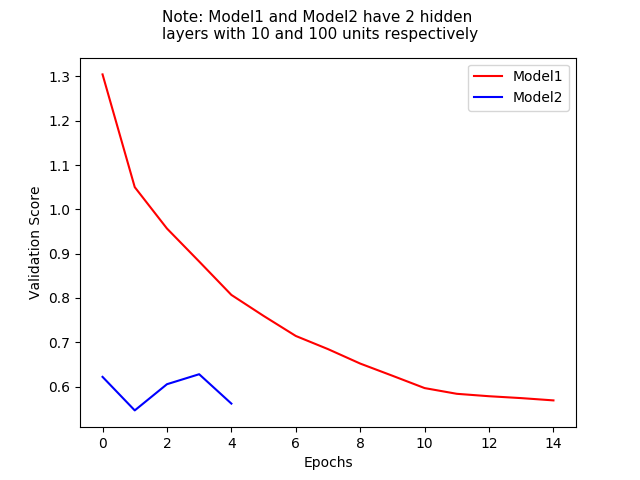 Note: Model1 and Model2 have 2 hidden
layers with 10 and 100 units respectively
Model1
Model2
1.3
1.2
1.1
1.0
0.9
0.8
0.7
0.6
Validation Score
0 2 4 6 8 10 12 14
Epochs